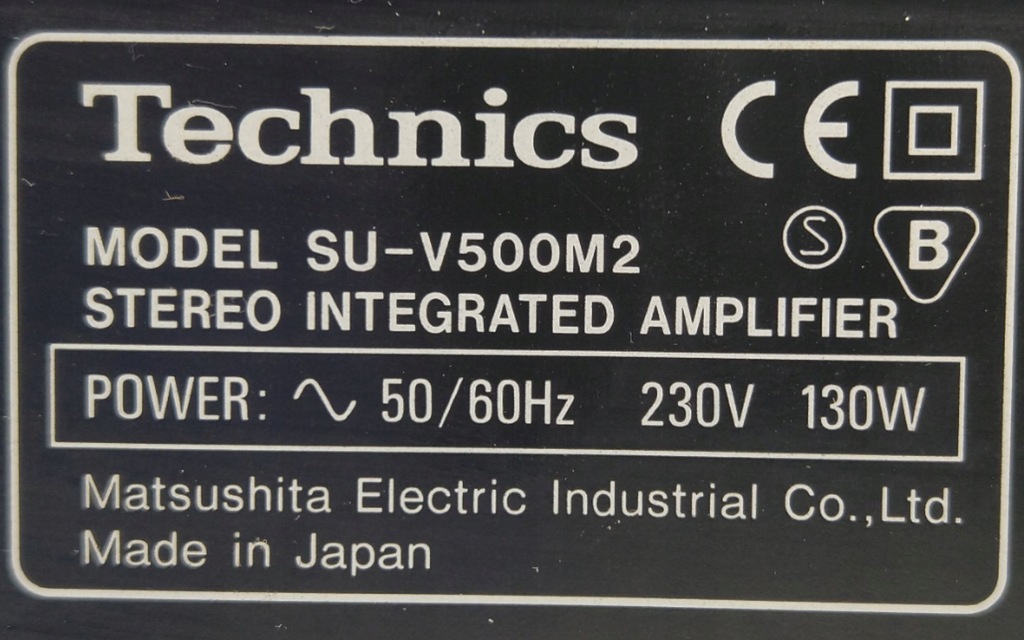 Technics CE
MODEL SU-V500M2 S B
STEREO INTEGRATED AMPLIFIER
POWER: ∿ 50/60Hz 230V 130W
Matsushita Electric Industrial Co.,Ltd.
Made in Japan